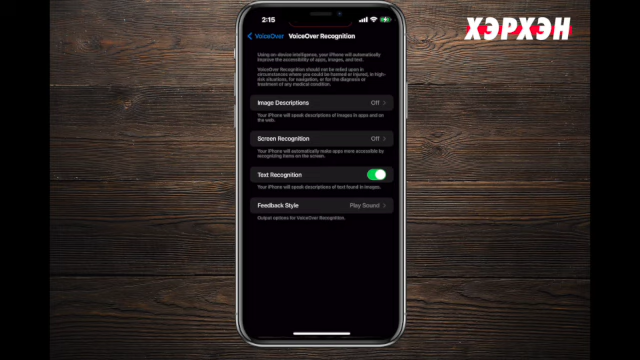 ХЭРХЭН
2:15
VoiceOver
VoiceOver Recognition
Using on-device intelligence, your iPhone will automatically
improve the accessibility of apps, images, and text.
VoiceOver Recognition should not be relied upon in
circumstances where you could be harmed or injured, in high-
risk situations, for navigation, or for the diagnosis or
treatment of any medical condition.
Image Descriptions Off
Your iPhone will speak descriptions of images in apps and on
the web.
Screen Recognition Off
Your iPhone will automatically make apps more accessible by
recognizing items on the screen.
Text Recognition
Your iPhone will speak descriptions of text found in images.
Feedback Style Play Sound
Output options for VoiceOver Recognition.